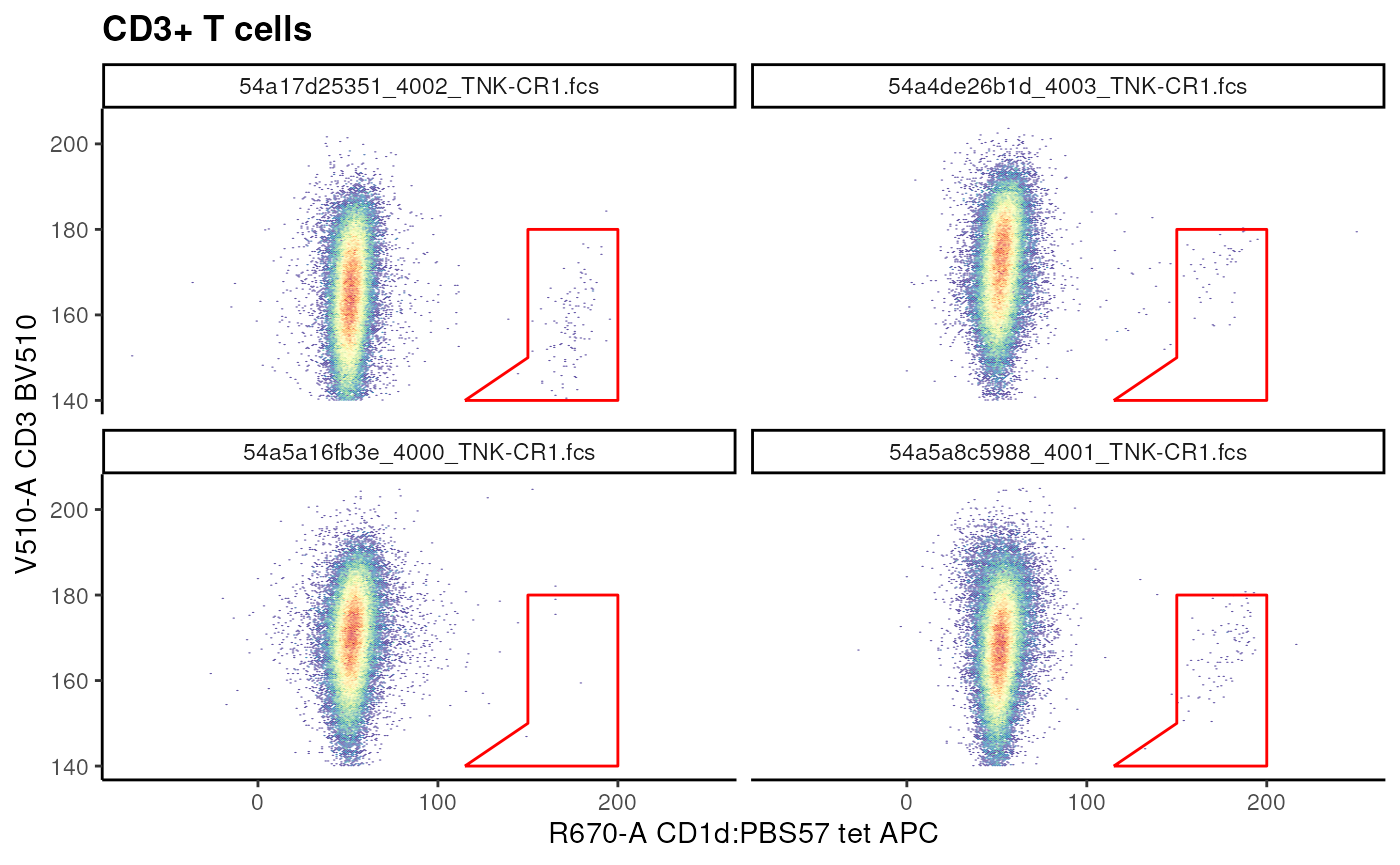 CD3+ T cells
54a17d25351_4002_TNK-CR1.fcs
54a4de26b1d_4003_TNK-CR1.fcs
200
180
160
140
54a5a16fb3e_4000_TNK-CR1.fcs
54a5a8c5988_4001_TNK-CR1.fcs
200
180
160
140
0 100 200
0 100 200
V510-A CD3 BV510
R670-A CD1d:PBS57 tet APC